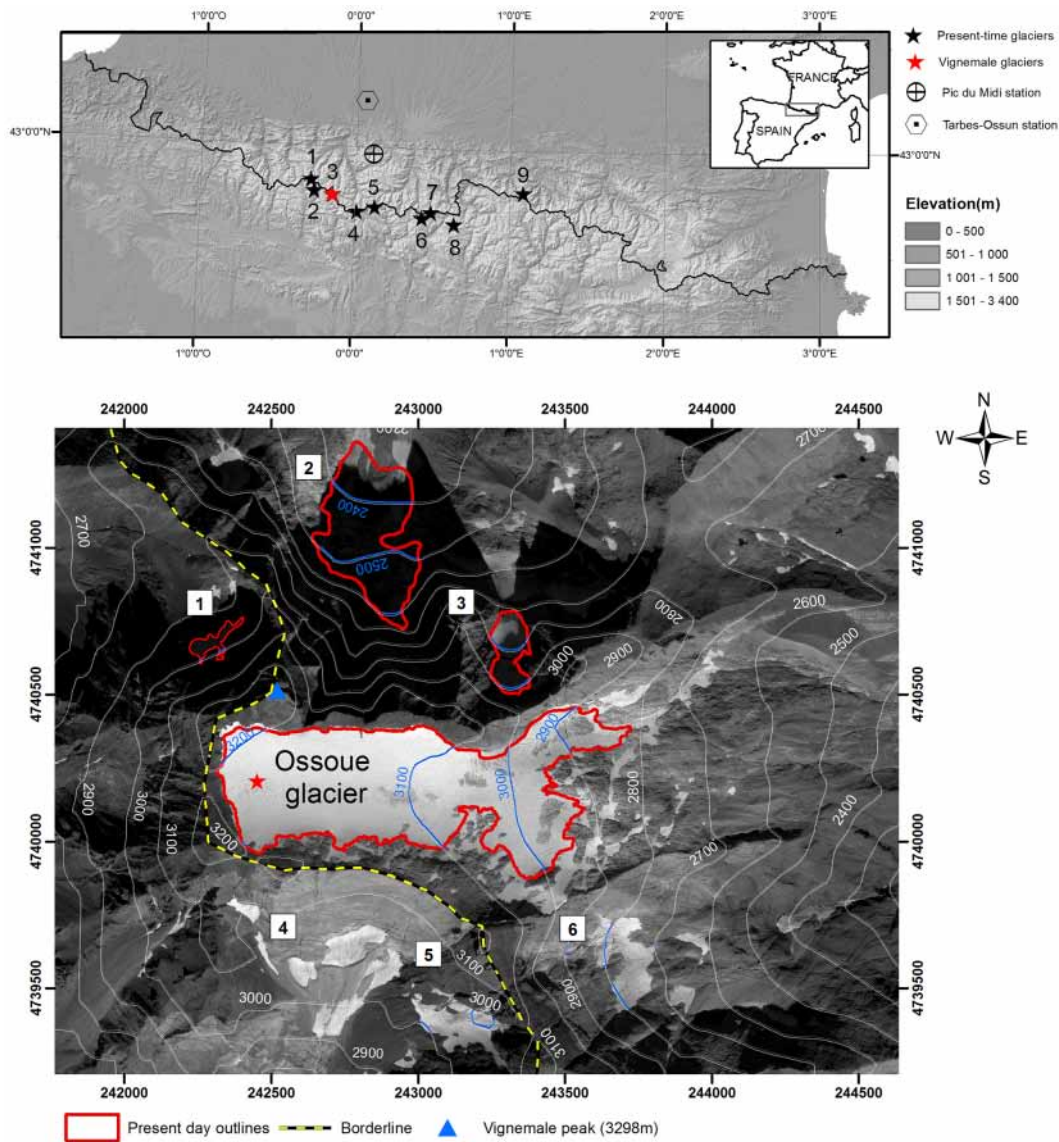 1°0'0"O
0°0'0"
1°0'0"E
2°0'0"E
3°0'0"E
43°0'0"N
43°0'0"N
1
2
3
4
5
6
7
8
9
FRANCE
SPAIN
Present-time glaciers
Vignemale glaciers
Pic du Midi station
Tarbes-Ossun station
Elevation(m)
0 - 500
501 - 1 000
1 001 - 1 500
1 501 - 3 400
1°0'0"O
0°0'0"
1°0'0"E
2°0'0"E
3°0'0"E
242000 242500 243000 243500 244000 244500
N
W E
S
4741000
4740500
4740000
4739500
4741000
4740500
4740000
4739500
2700
2200
2700
2
2400
2500
1
3
2800
2600
2500
3000
2900
3200
2900
Ossoue
glacier
3100
3000
2800
2900
3000
3100
3200
2400
2700
4
5
6
3100
3000
3000
2900
2900
3100
242000 242500 243000 243500 244000 244500
Present day outlines
Borderline
Vignemale peak (3298m)